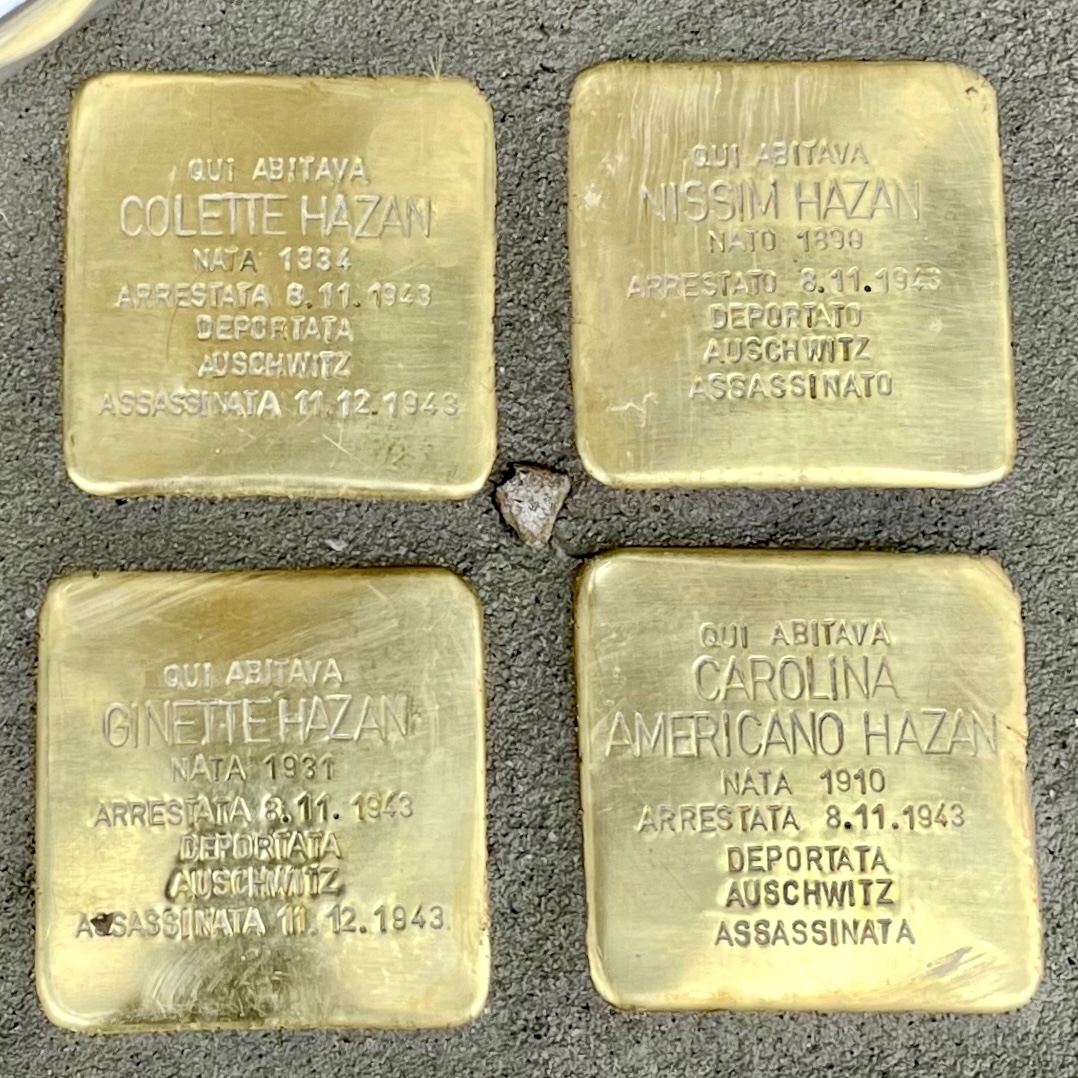 QUI ABITAVA
COLETTE HAZAN
NATA 1934
ARRESTATA 8.11.1943
DEPORTATA
AUSCHWITZ
ASSASSINATA 11.12.1943
QUI ABITAVA
NISSIM HAZAN
NATO 1899
ARRESTATO 8.11.1943
DEPORTATO
AUSCHWITZ
ASSASSINATO
QUI ABITAVA
GINETTE HAZAN
NATA 1931
ARRESTATA 8.11.1943
DEPORTATA
AUSCHWITZ
ASSASSINATA 11.12.1943
QUI ABITAVA
CAROLINA
AMERICANO HAZAN
NATA 1910
ARRESTATA 8.11.1943
DEPORTATA
AUSCHWITZ
ASSASSINATA